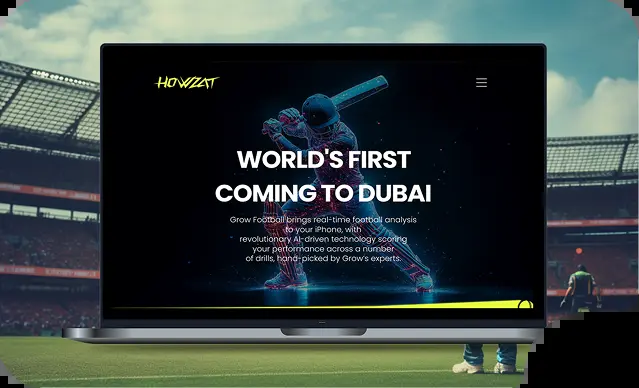 HOWZAT
WORLD'S FIRST
COMING TO DUBAI
Grow Football brings real-time football analysis
to your iPhone, with
revolutionary AI-driven technology scoring
your performance across a number
of drills, hand-picked by Grow's experts.